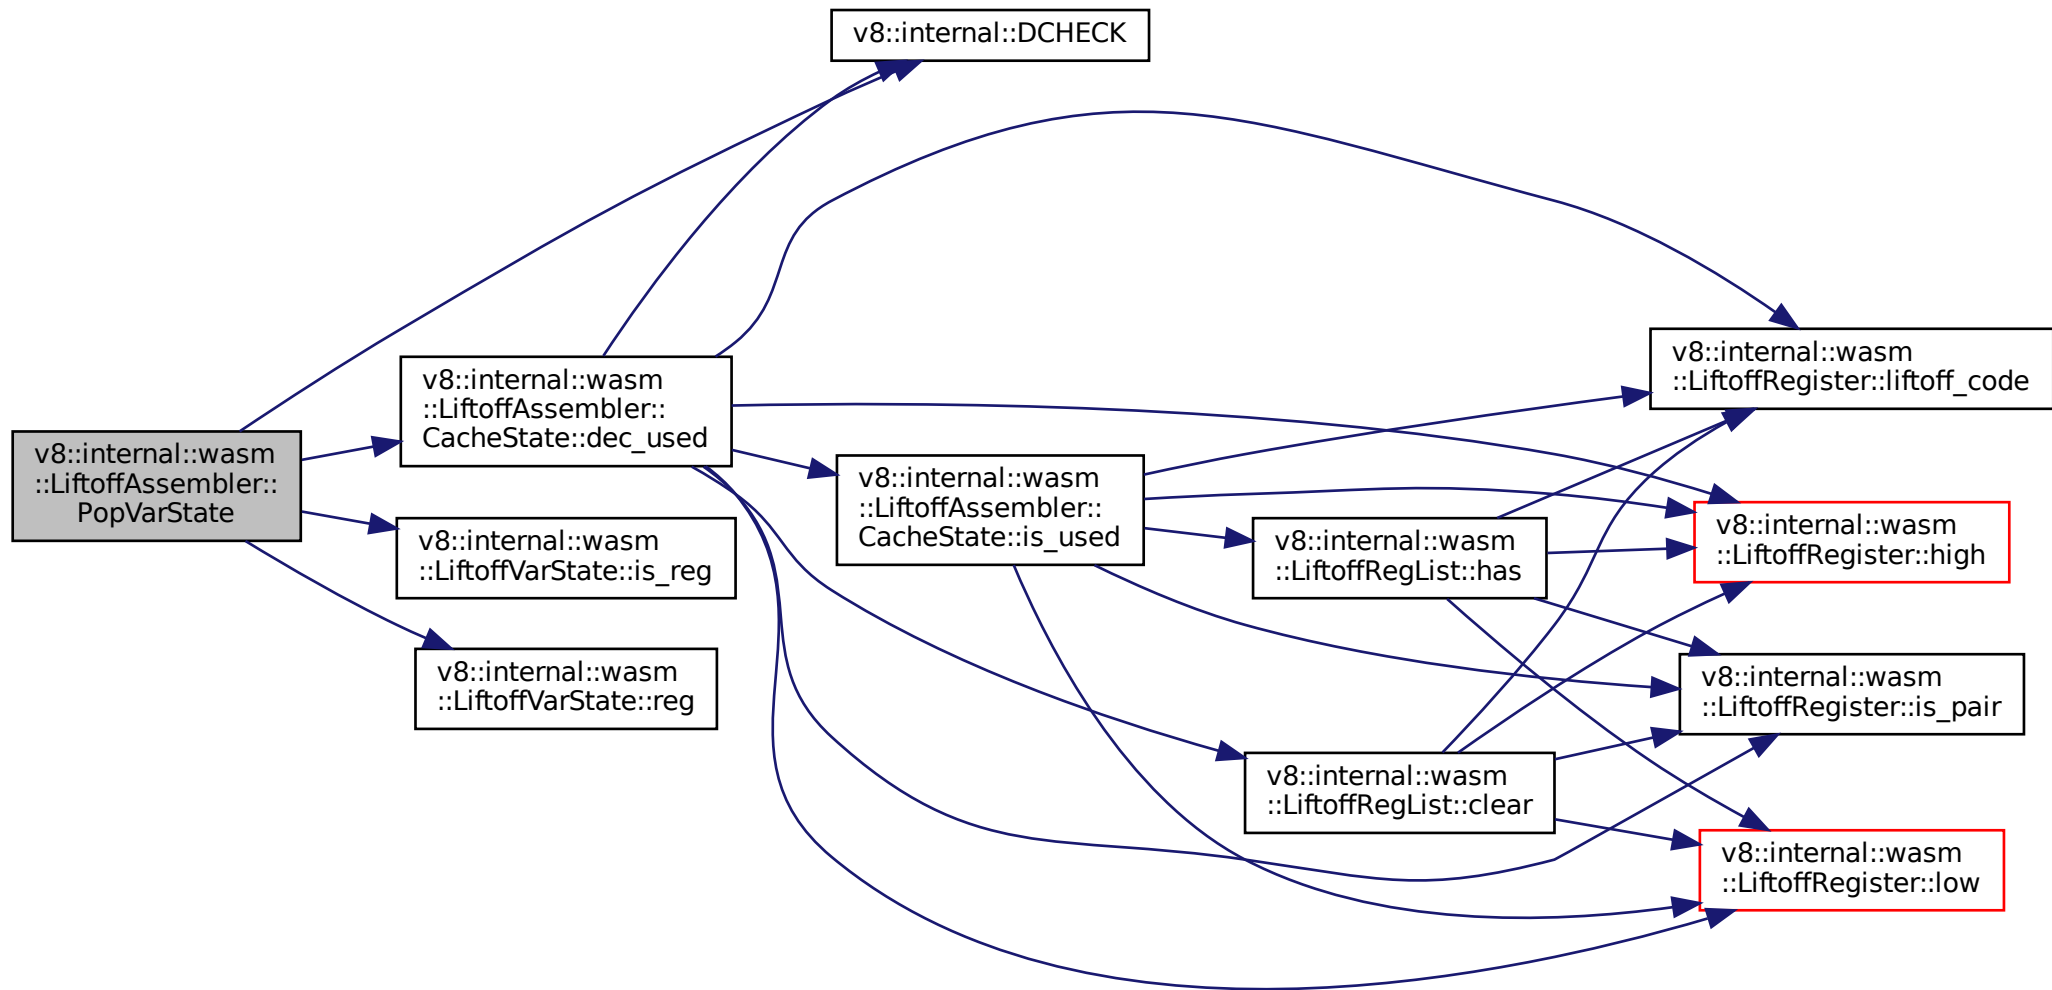 v8::internal::DCHECK
v8::internal::wasm
::LiftoffAssembler::
PopVarState
v8::internal::wasm
::LiftoffAssembler::
CacheState::dec_used
v8::internal::wasm
::LiftoffVarState::is_reg
v8::internal::wasm
::LiftoffVarState::reg
v8::internal::wasm
::LiftoffAssembler::
CacheState::is_used
v8::internal::wasm
::LiftoffRegList::has
v8::internal::wasm
::LiftoffRegList::clear
v8::internal::wasm
::LiftoffRegister::liftoff_code
v8::internal::wasm
::LiftoffRegister::high
v8::internal::wasm
::LiftoffRegister::is_pair
v8::internal::wasm
::LiftoffRegister::low